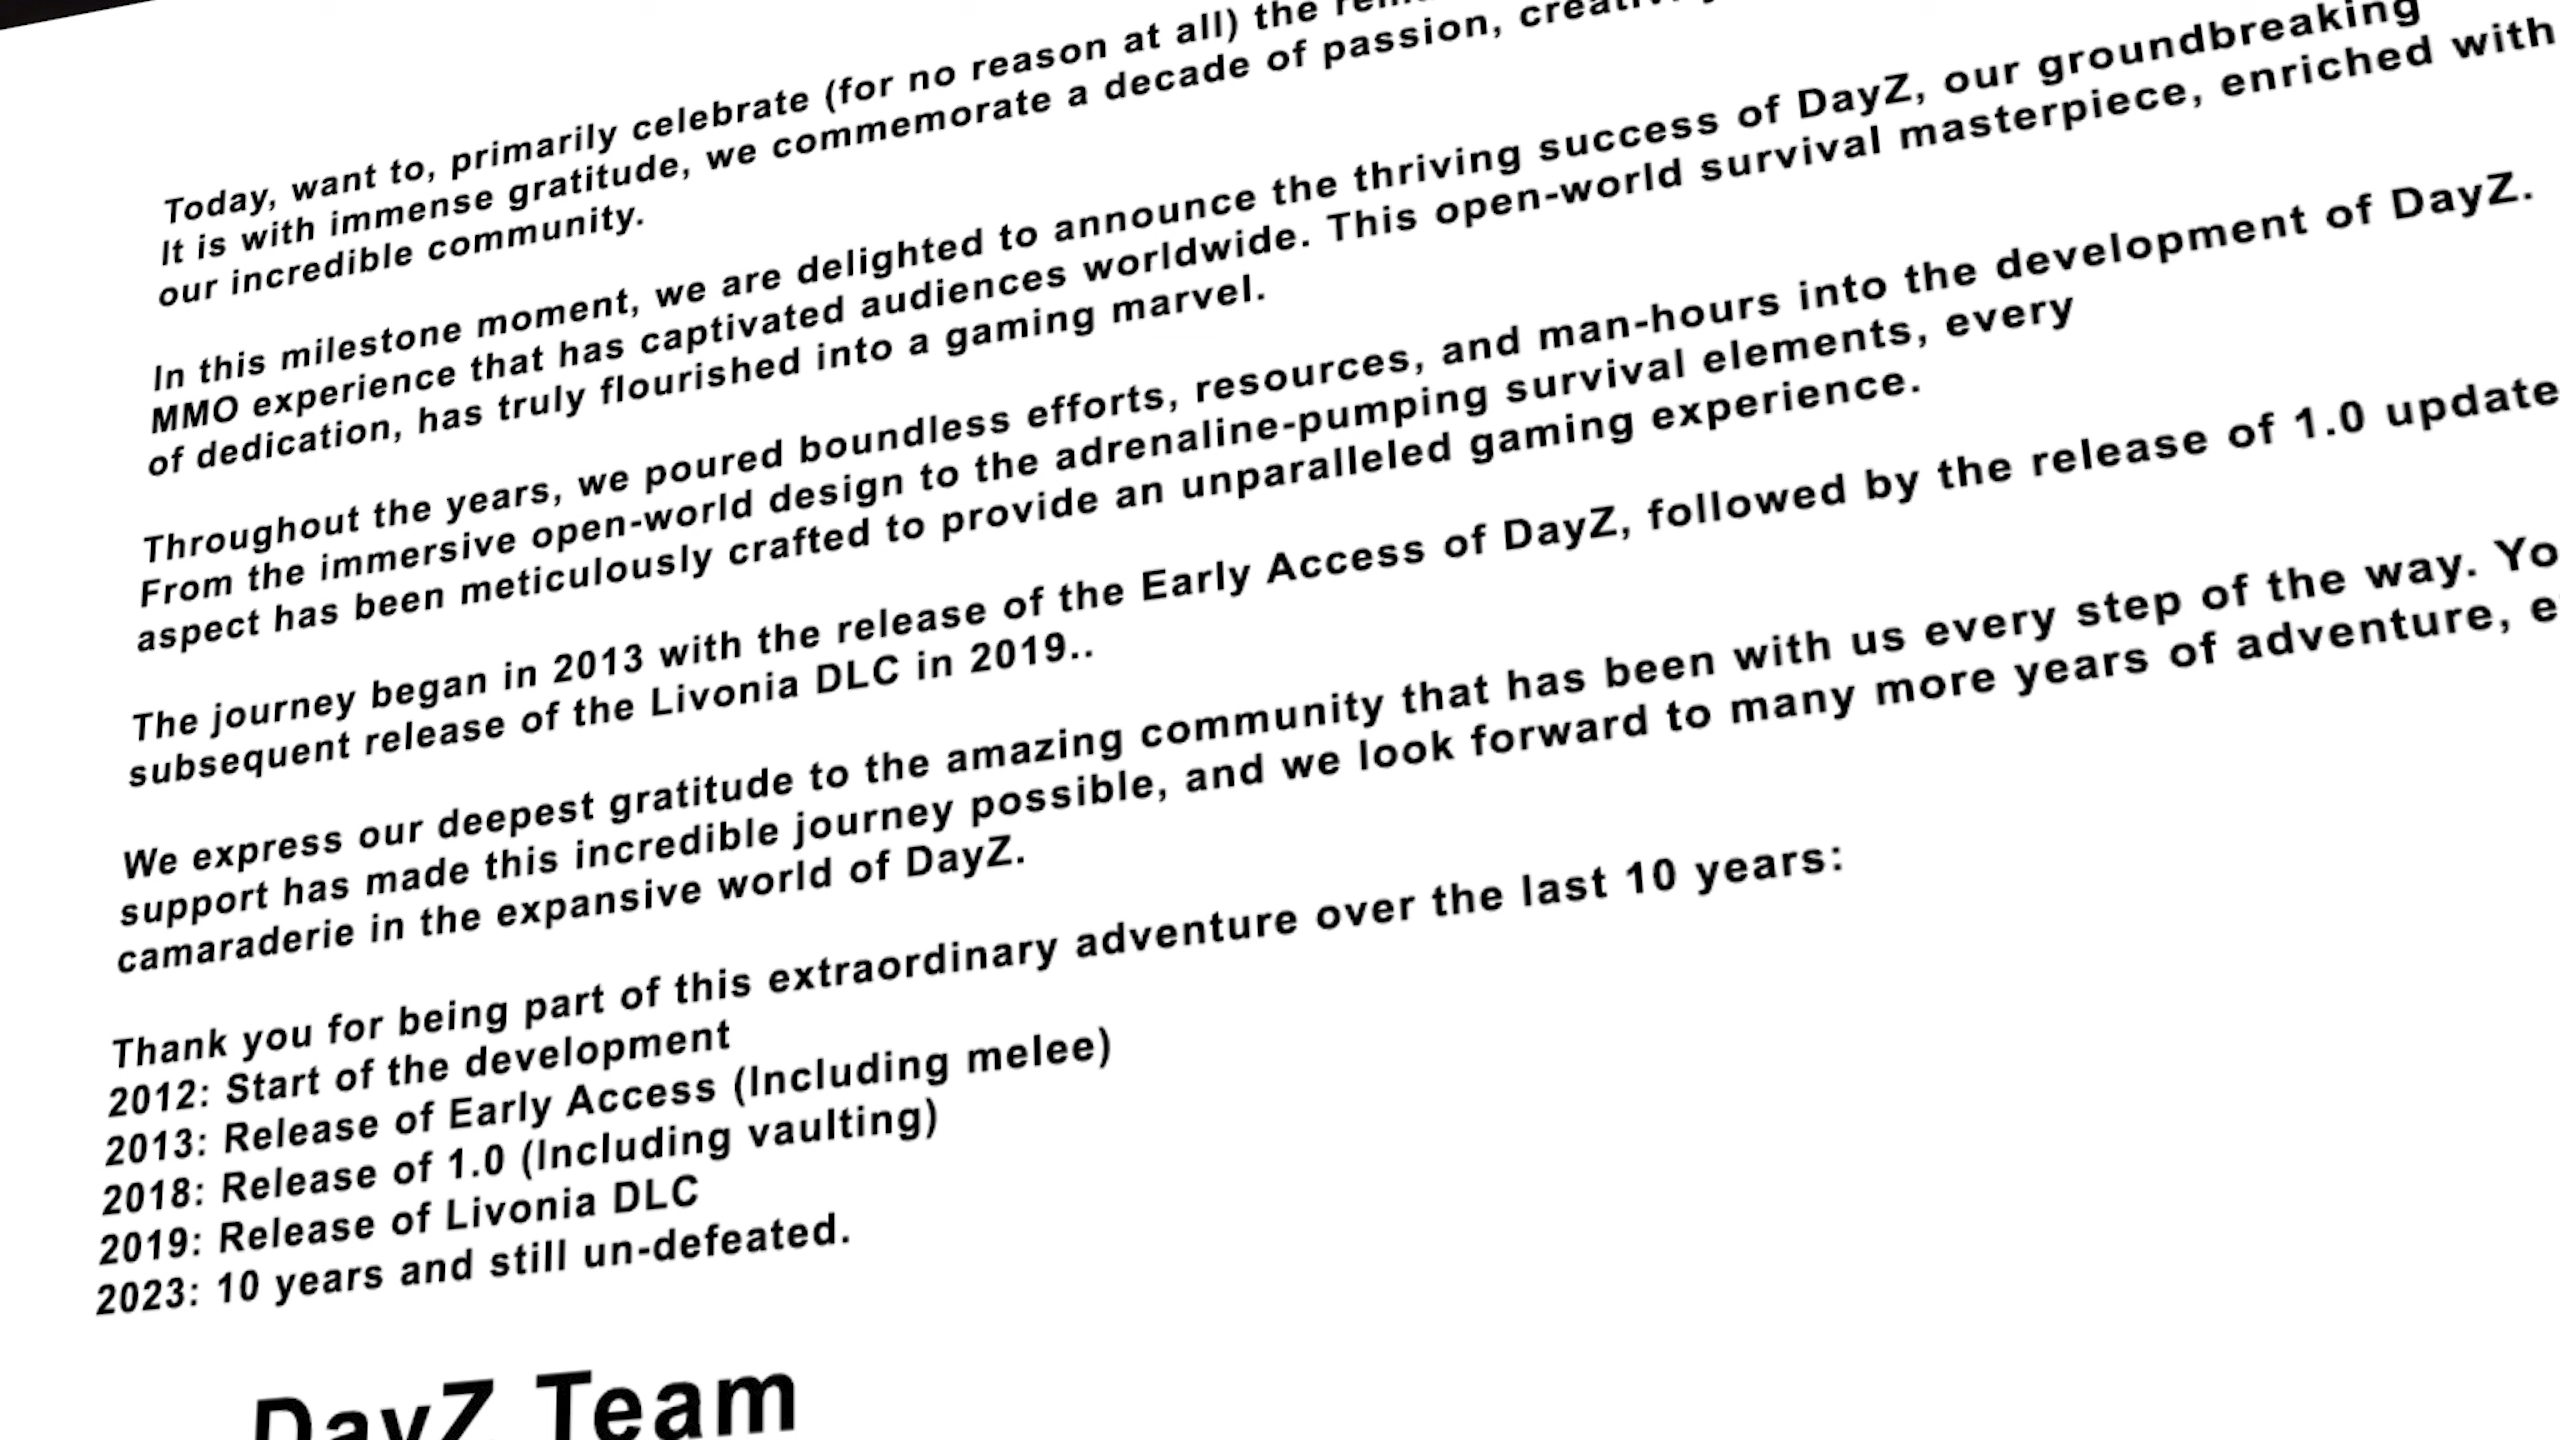 Today, want to, primarily celebrate (for no reason at all) the
It is with immense gratitude, we commemorate a decade of passion,
our incredible community.
In this milestone moment, we are delighted to announce the thriving success of DayZ, our groundbreaking
MMO experience that has captivated audiences worldwide. This open-world survival masterpiece, enriched with
of dedication, has truly flourished into a gaming marvel.
Throughout the years, we poured boundless efforts, resources, and man-hours into the development of DayZ.
From the immersive open-world design to the adrenaline-pumping survival elements, every
aspect has been meticulously crafted to provide an unparalleled gaming experience.
The journey began in 2013 with the release of the Early Access of DayZ, followed by the release of 1.0 update
subsequent release of the Livonia DLC in 2019..
We express our deepest gratitude to the amazing community that has been with us every step of the way. Yo
support has made this incredible journey possible, and we look forward to many more years of adventure,
camaraderie in the expansive world of DayZ.
Thank you for being part of this extraordinary adventure over the last 10 years:
2012: Start of the development
2013: Release of Early Access (Including melee)
2018: Release of 1.0 (Including vaulting)
2019: Release of Livonia DLC
2023: 10 years and still un-defeated.
DayZ Team